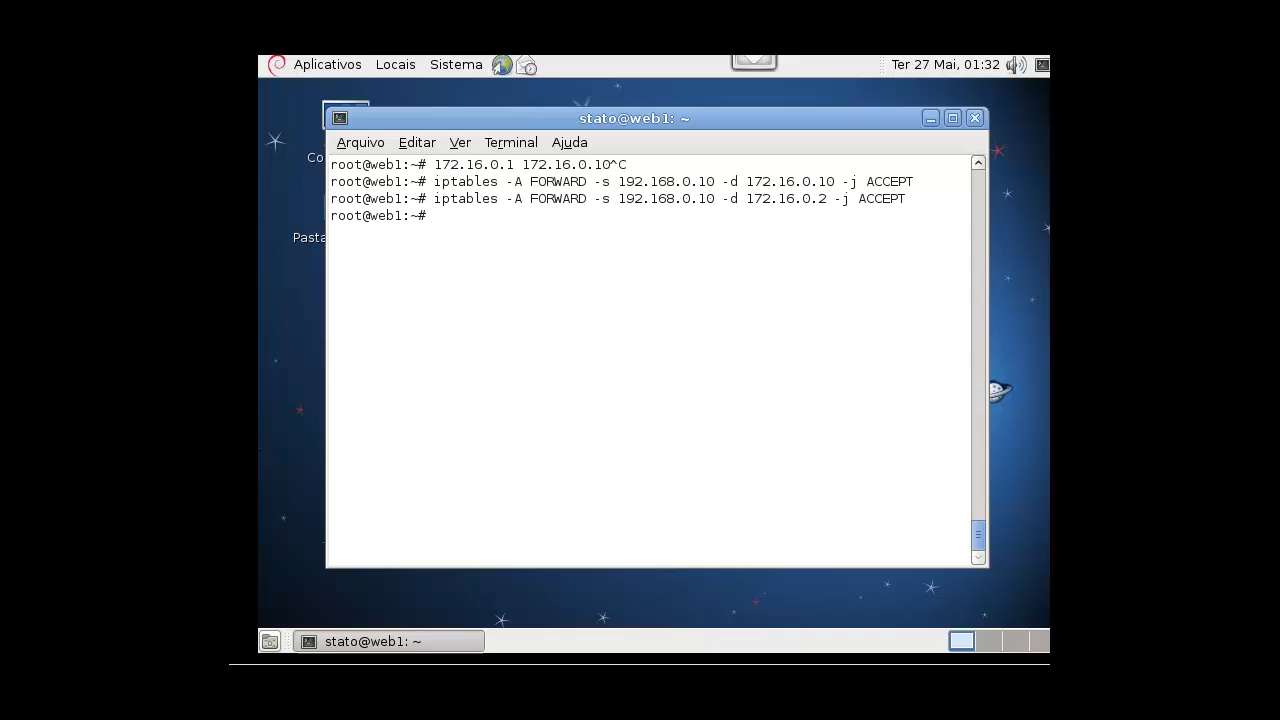 Aplicativos Locais Sistema Ter 27 Mai, 01:32
stato@web1: ~
Co
Arquivo Editar Ver Terminal Ajuda
root@web1:~# 172.16.0.1 172.16.0.10^C
root@web1:~# iptables -A FORWARD -s 192.168.0.10 -d 172.16.0.10 -j ACCEPT
root@web1:~# iptables -A FORWARD -s 192.168.0.10 -d 172.16.0.2 -j ACCEPT
root@web1:~#
Pasta
stato@web1: ~